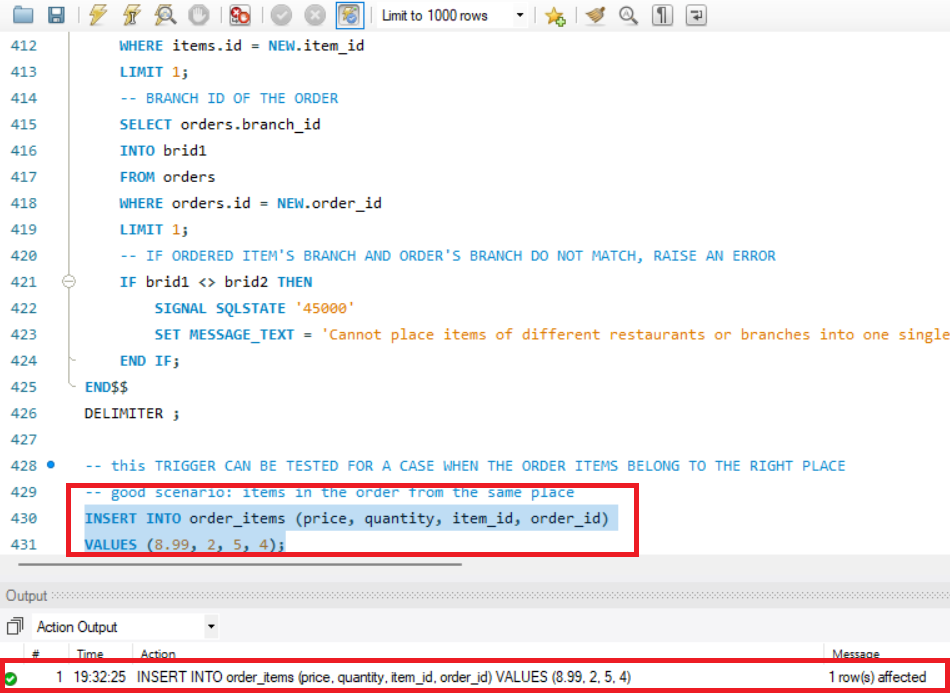 Limit to 1000 rows
412 WHERE items.id = NEW.item_id
413 LIMIT 1;
414 -- BRANCH ID OF THE ORDER
415 SELECT orders.branch_id
416 INTO brid1
417 FROM orders
418 WHERE orders.id = NEW.order_id
419 LIMIT 1;
420 -- IF ORDERED ITEM'S BRANCH AND ORDER'S BRANCH DO NOT MATCH, RAISE AN ERROR
421 IF brid1 <> brid2 THEN
422 SIGNAL SQLSTATE '45000'
423 SET MESSAGE_TEXT = 'Cannot place items of different restaurants or branches into one single
424 END IF;
425 END$$
426 DELIMITER ;
427
428 -- this TRIGGER CAN BE TESTED FOR A CASE WHEN THE ORDER ITEMS BELONG TO THE RIGHT PLACE
429 -- good scenario: items in the order from the same place
430 INSERT INTO order_items (price, quantity, item_id, order_id)
431 VALUES (8.99, 2, 5, 4);
Output
Action Output
# Time Action Message
1 19:32:25 INSERT INTO order_items (price, quantity, item_id, order_id) VALUES (8.99, 2, 5, 4) 1 row(s) affected